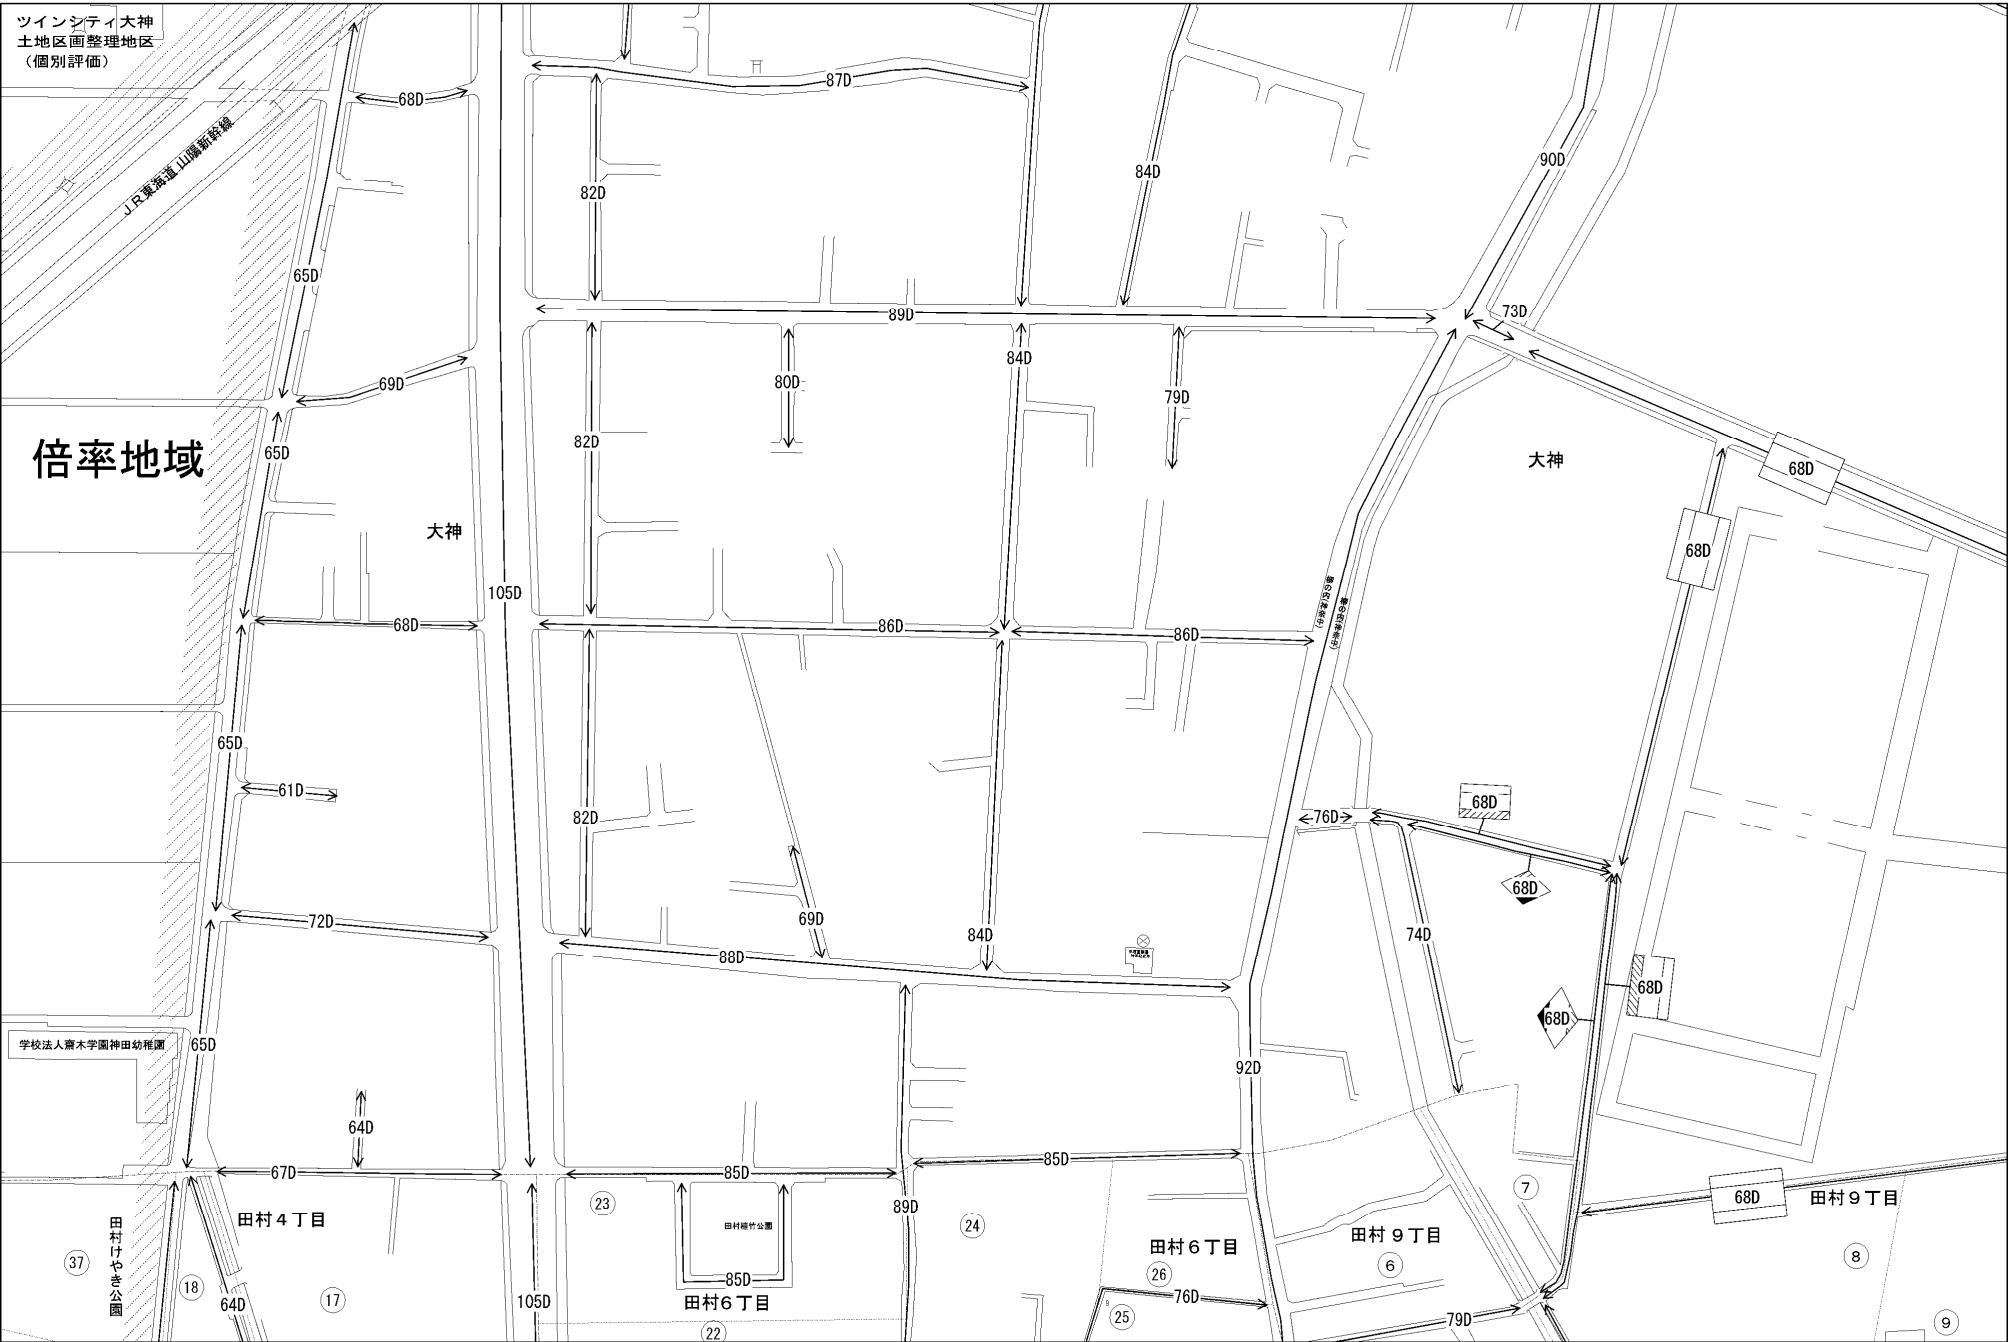 ツインシティ大神
土地区画整理地区
（個別評価）
68D
87D
90D
JR東海道山陽新幹線
84D
82D
65D
73D
89D
84D
69D
80D
79D
82D
倍率地域
65D
大神
68D
大神
68D
105D
68D
86D
86D
65D
61D
68D
82D
76D
68D
69D
72D
84D
74D
88D
68D
68D
学校法人齋木学園神田幼稚園
65D
92D
64D
67D
85D
85D
⑦
68D
田村９丁目
23
89D
田村植竹公園
24
田村４丁目
田村けやき公園
田村６丁目
田村９丁目
37
26
6
8
18
17
85D
田村６丁目
64D
105D
76D
25
79D
22
9